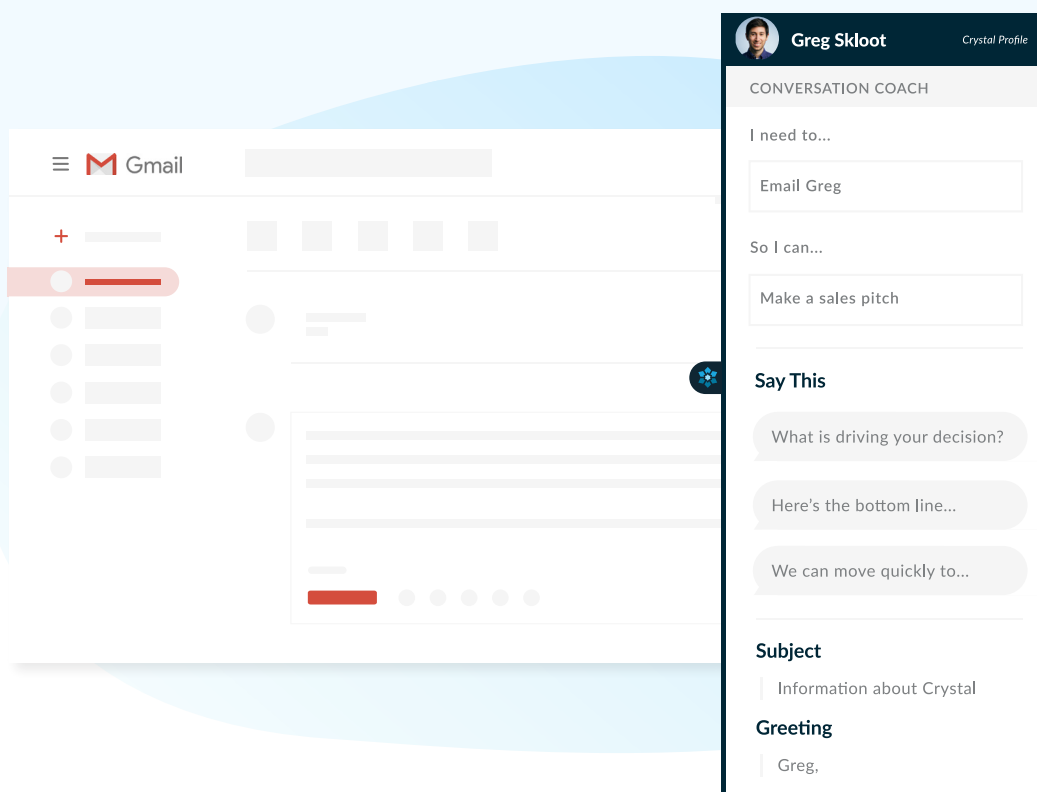 Gmail
Greg Skloot
Crystal Profile
CONVERSATION COACH
I need to...
Email Greg
So I can...
Make a sales pitch
Say This
What is driving your decision?
Here's the bottom line...
We can move quickly to...
Subject
Information about Crystal
Greeting
Greg,